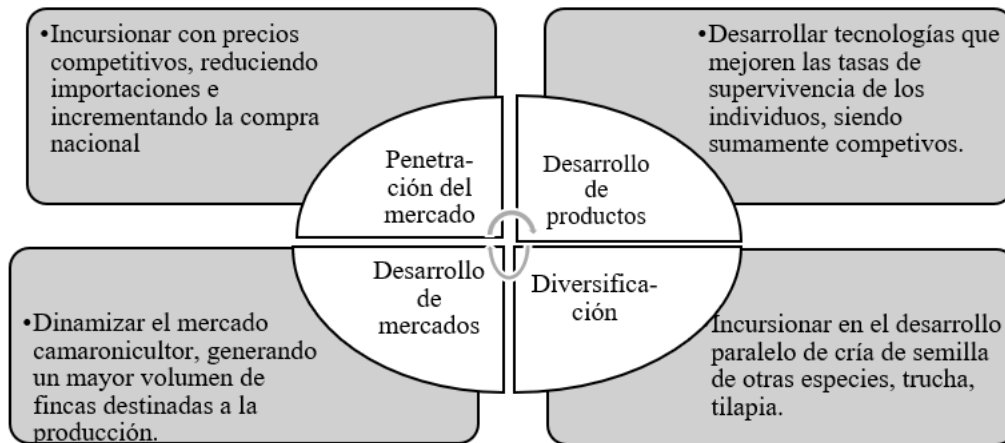 •Incursionar con precios
competitivos, reduciendo
importaciones e
incrementando la compra
nacional
•Desarrollar tecnologías que
mejoren las tasas de
supervivencia de los
individuos, siendo
sumamente competivos.
Penetra-
ción del
mercado
Desarrollo
de
productos
Desarrollo
de
mercados
Diversifica-
ción
•Dinamizar el mercado
camaronicultor, generando
un mayor volumen de
fincas destinadas a la
producción.
Incursionar en el desarrollo
paralelo de cría de semilla
de otras especies, trucha,
tilapia.